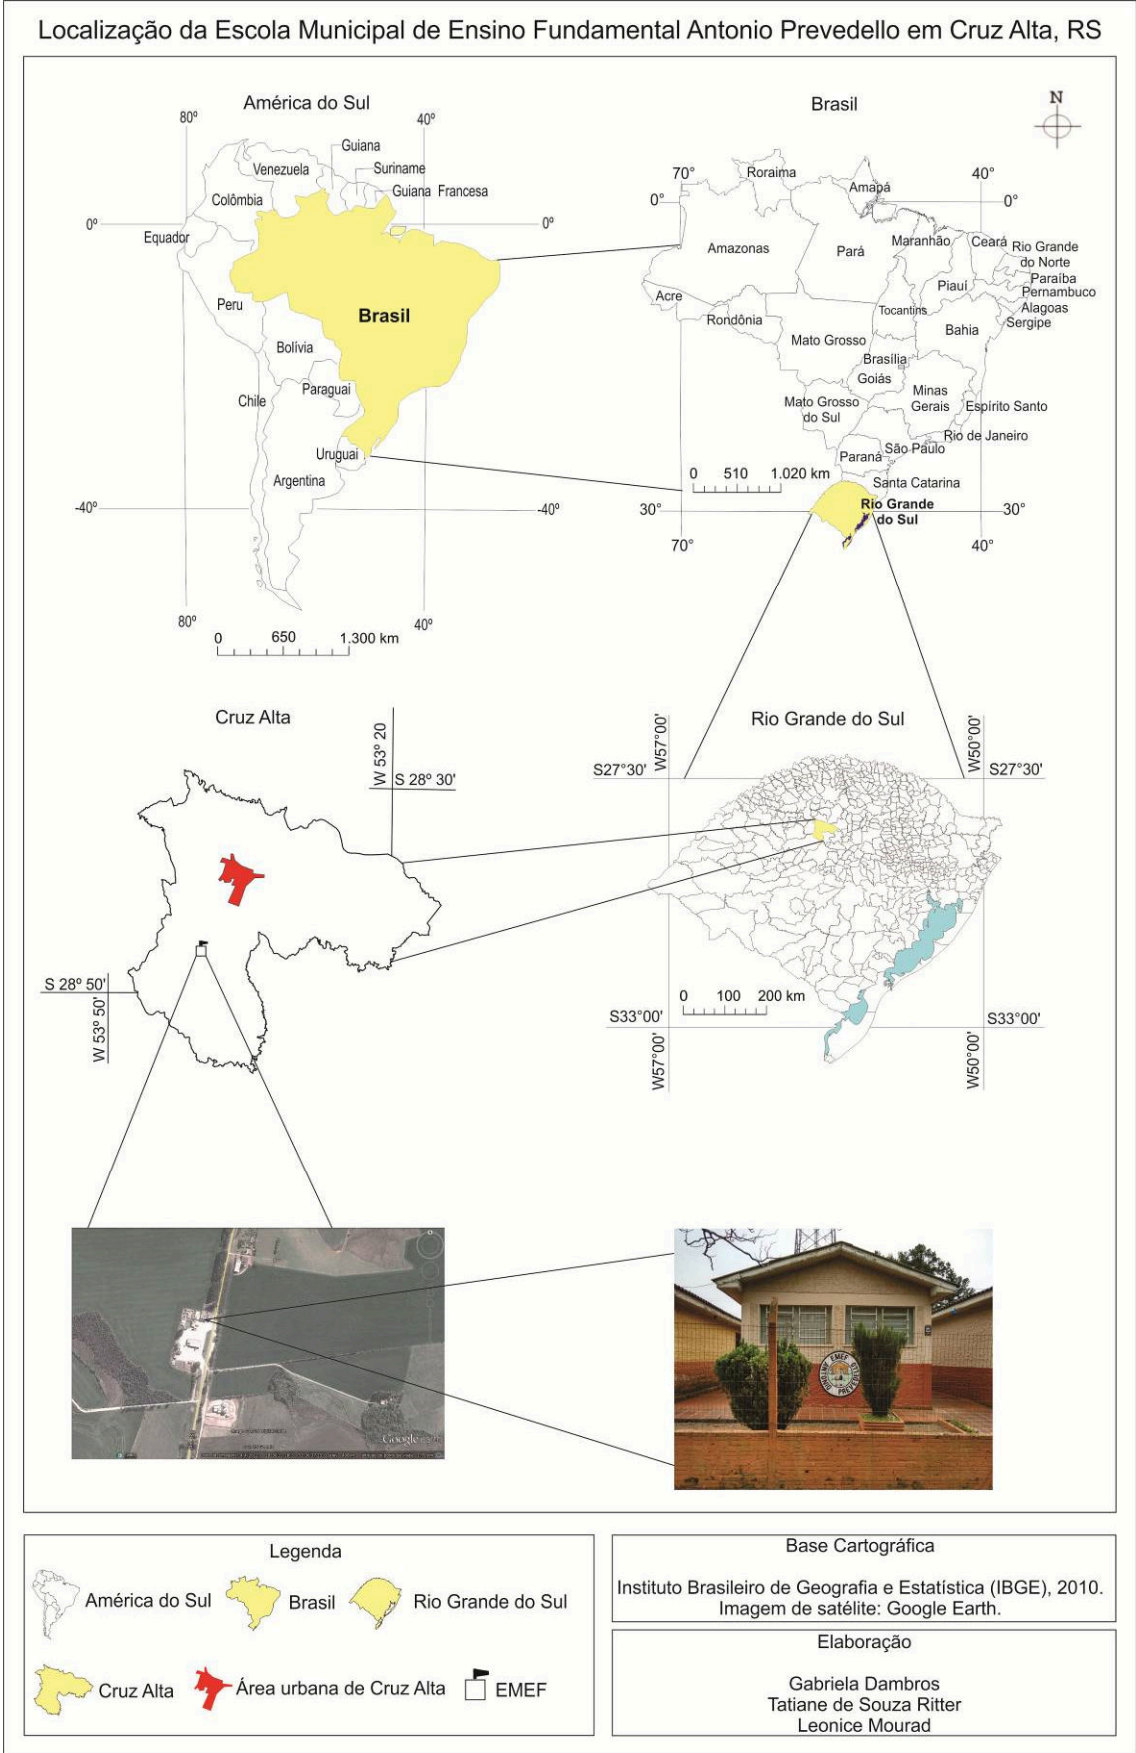 Localização da Escola Municipal de Ensino Fundamental Antonio Prevedello em Cruz Alta, RS
América do Sul
80º
40º
Guiana
Venezuela
Suriname
Guiana Francesa
Colômbia
0º
0º
Equador
Peru
Brasil
Bolívia
Chile
Paraguai
Uruguai
Argentina
-40º
-40º
80º
40º
0 650 1.300 km
Brasil
N
70°
40°
Roraima
Amapá
0°
0°
Amazonas
Pará
Maranhão
Ceará
Rio Grande
do Norte
Paraíba
Pernambuco
Alagoas
Sergipe
Piauí
Acre
Rondônia
Tocantins
Bahia
Mato Grosso
Brasília
Goiás
Minas
Gerais
Mato Grosso
do Sul
Espírito Santo
Rio de Janeiro
São Paulo
Paraná
0 510 1.020 km
Santa Catarina
Rio Grande
do Sul
30°
30°
70°
40°
Cruz Alta
W 53º 20
S 28º 30'
S 28º 50'
W 53º 50'
Rio Grande do Sul
W57°00'
W50°00'
S27°30'
S27°30'
0 100 200 km
S33°00'
S33°00'
W57°00'
W50°00'
Google
EMEF
ANTONIO
PREVEDELLO
Legenda
América do Sul
Brasil
Rio Grande do Sul
Cruz Alta
Área urbana de Cruz Alta
EMEF
Base Cartográfica
Instituto Brasileiro de Geografia e Estatística (IBGE), 2010.
Imagem de satélite: Google Earth.
Elaboração
Gabriela Dambros
Tatiane de Souza Ritter
Leonice Mourad